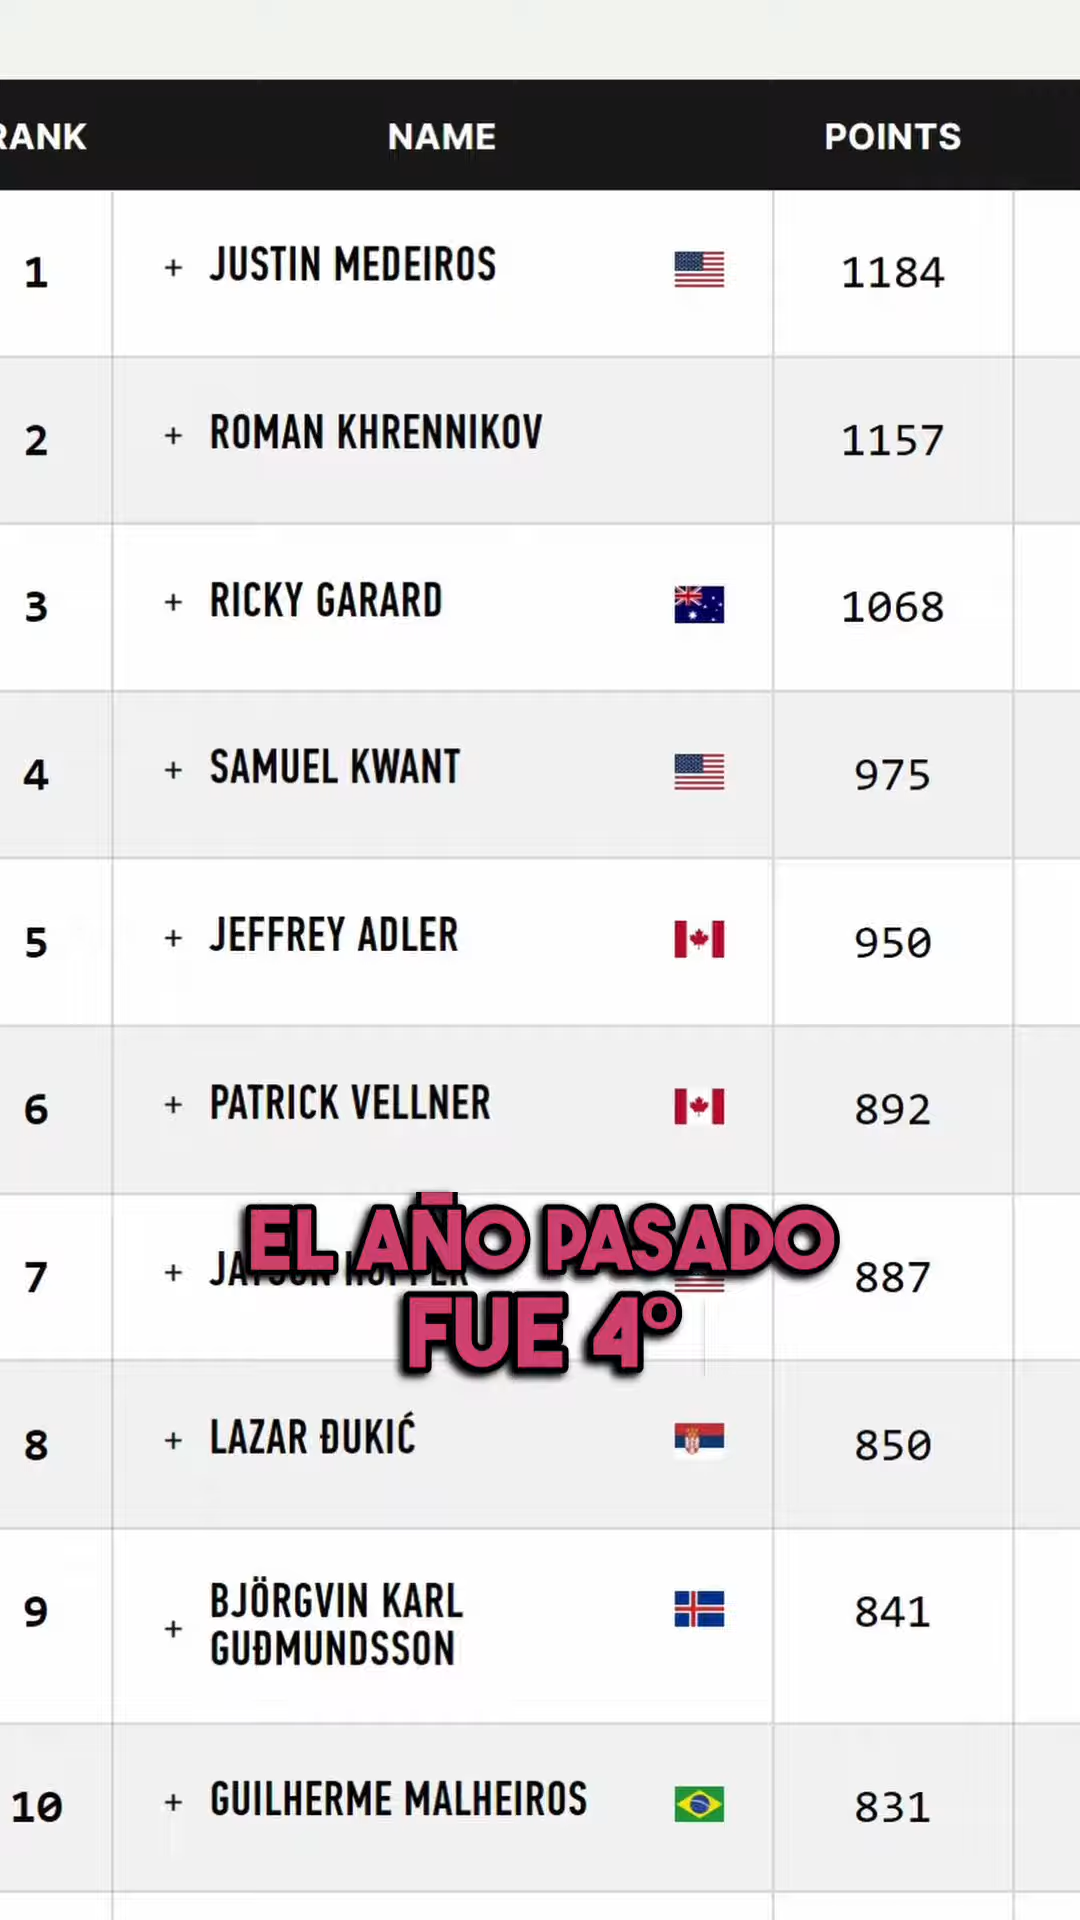 RANK NAME POINTS
1 + JUSTIN MEDEIROS 1184
2 + ROMAN KHRENNIKOV 1157
3 + RICKY GARARD 1068
4 + SAMUEL KWANT 975
5 + JEFFREY ADLER 950
6 + PATRICK VELLNER 892
EL AÑO PASADO
7 + 887
FUE 4º
8 + LAZAR ĐUKIĆ 850
9 + BJÖRGVIN KARL 841
GUÐMUNDSSON
10 + GUILHERME MALHEIROS 831